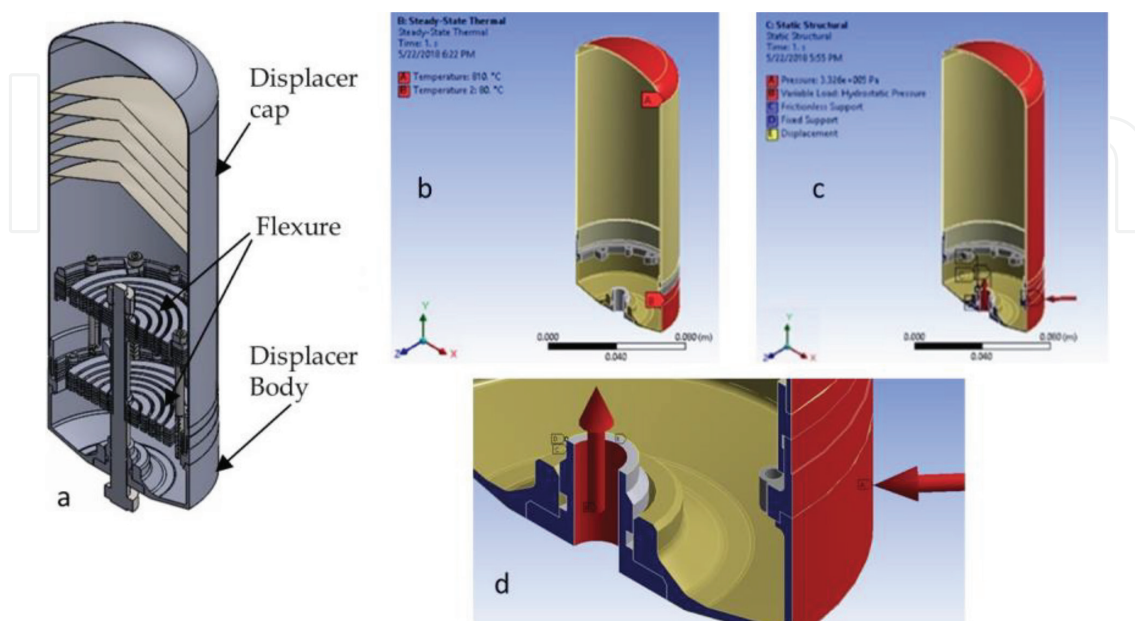 Displacer
cap
Flexure
Displacer
Body
a
B: Steady-State Thermal
Steady-State Thermal
Time: 1. s
5/22/2018 6:22 PM
A Temperature: 810. °C
B Temperature 2: 80. °C
A
B
b
Y
Z
X
0.000
0.080 (m)
0.040
C: Static Structural
Static Structural
Time: 1. s
5/22/2018 5:55 PM
A Pressure: 3.326e+005 Pa
B Variable Load: Hydrostatic Pressure
C Frictionless Support
D Fixed Support
E Displacement
c
Y
Z
X
0.000
0.080 (m)
0.040
D
C
d